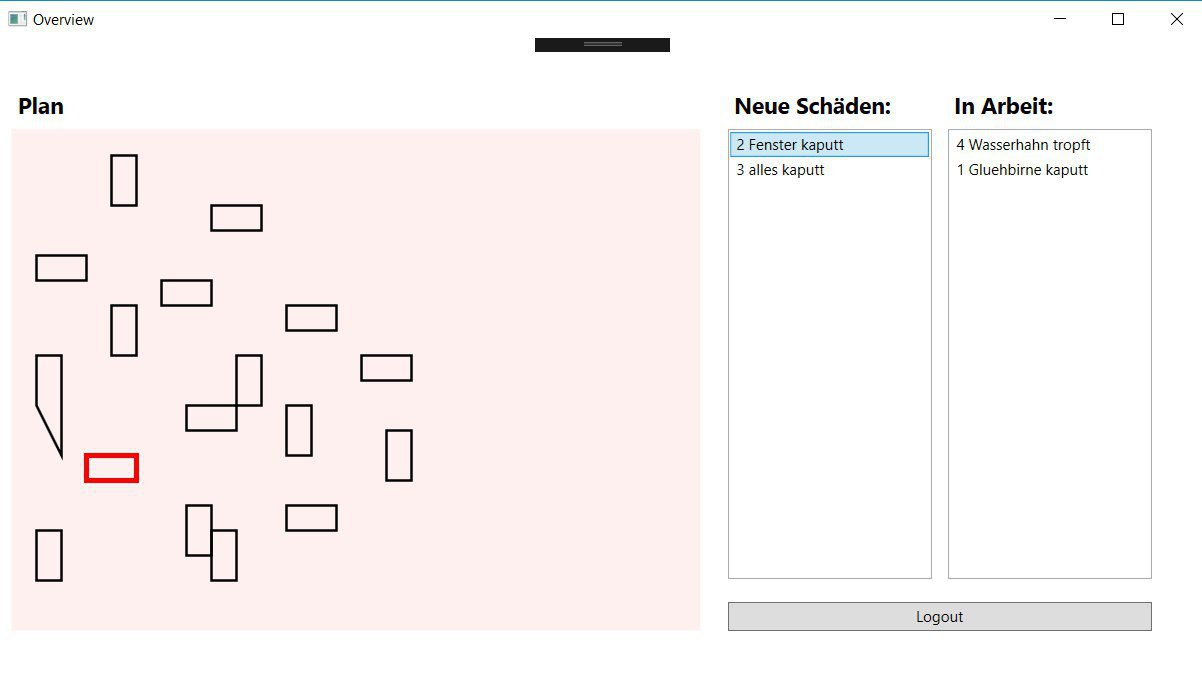 Overview
Plan
Neue Schäden:
In Arbeit:
2 Fenster kaputt
3 alles kaputt
4 Wasserhahn tropft
1 Gluehbirne kaputt
Logout